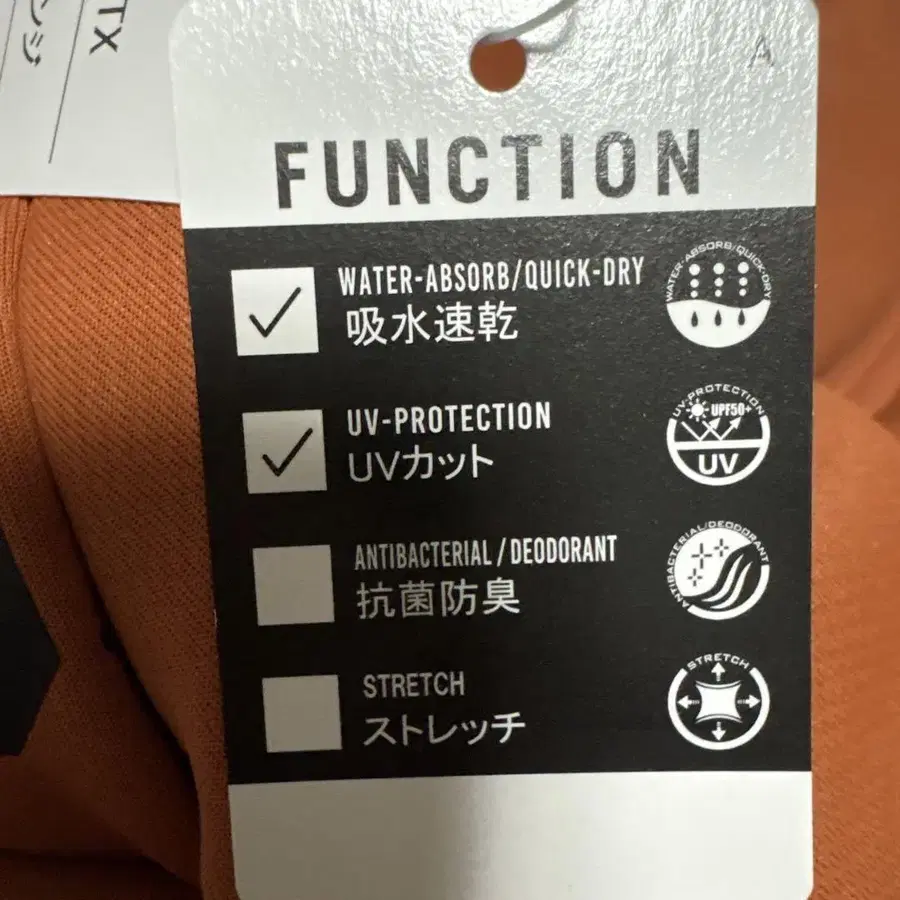 TX
ンジ
A
FUNCTION
WATER-ABSORB/QUICK-DRY
吸水速乾
WATER-ABSORB/QUICK-DRY
UV-PROTECTION
UVカット
UV-PROTECTION
UPF50+
UV
ANTIBACTERIAL / DEODORANT
抗菌防臭
ANTIBACTERIAL/DEODORANT
STRETCH
ストレッチ
STRETCH